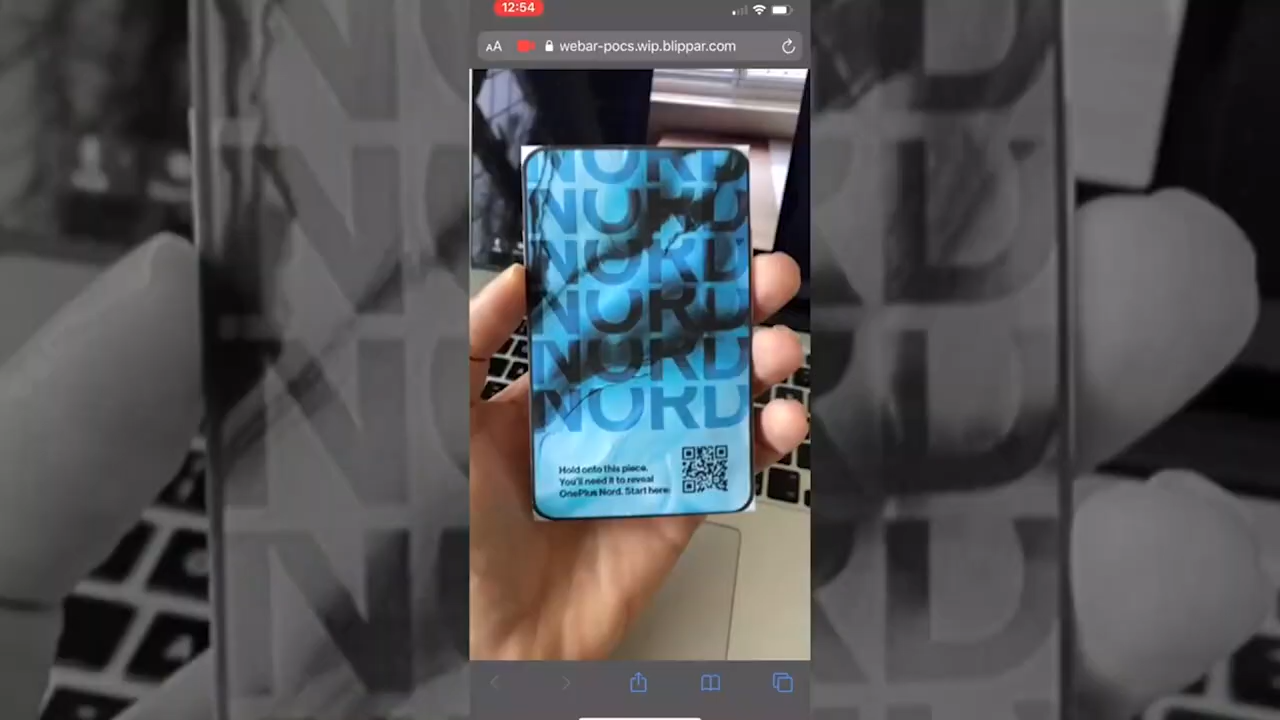 12:54
AA webar-pocs.wip.blippar.com
NORD
NORD
NORD
NORD
NORD
NORD
Hold onto this piece.
You'll need it to reveal
OnePlus Nord. Start here: